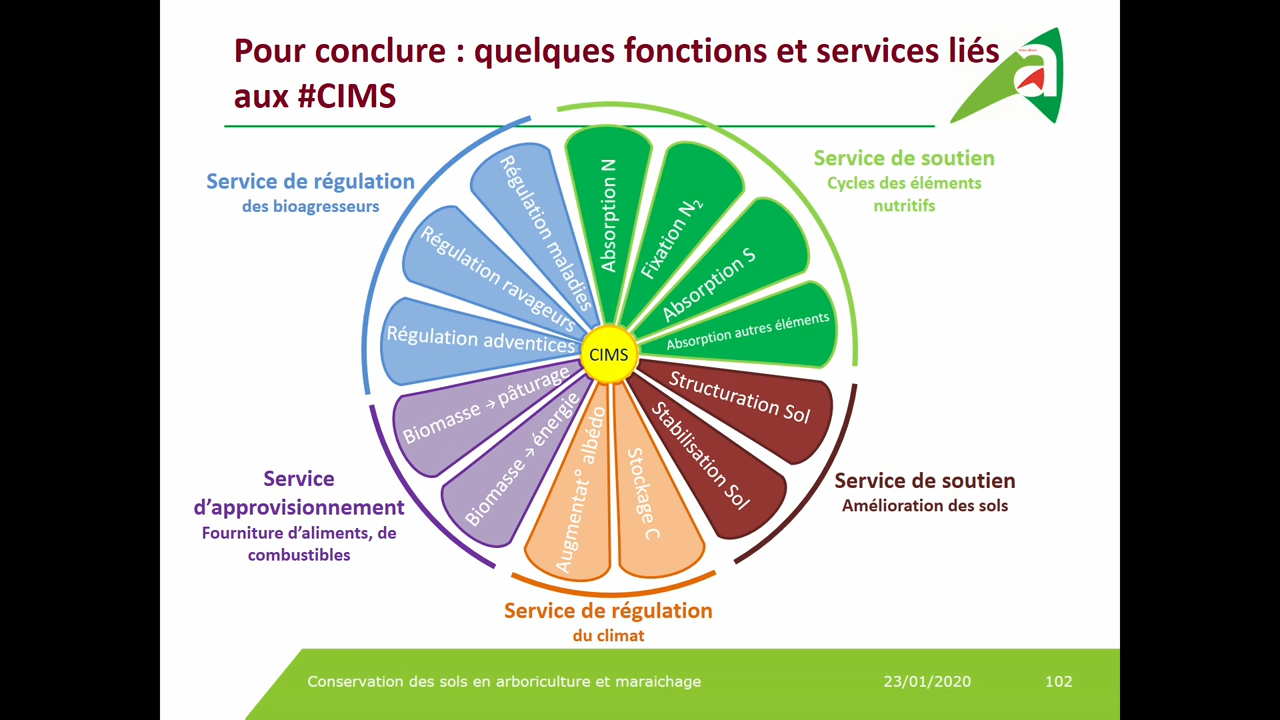 Pour conclure : quelques fonctions et services liés
aux #CIMS
Service de régulation
des bioagresseurs
Service de soutien
Cycles des éléments
nutritifs
Régulation maladies
Régulation ravageurs
Régulation adventices
Absorption N
Fixation N₂
Absorption S
Absorption autres éléments
CIMS
Biomasse → pâturage
Biomasse → énergie
Augmentat° albédo
Stockage C
Stabilisation Sol
Structuration Sol
Service
d’approvisionnement
Fourniture d’aliments, de
combustibles
Service de soutien
Amélioration des sols
Service de régulation
du climat
Conservation des sols en arboriculture et maraichage
23/01/2020
102